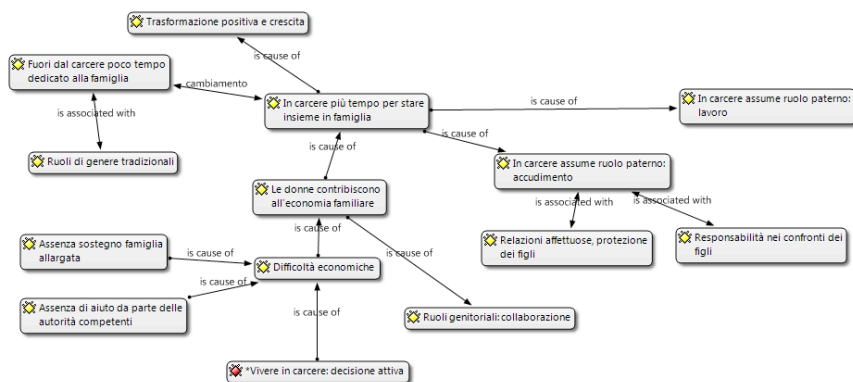 Trasformazione positiva e crescita
is cause of
Fuori dal carcere poco tempo
dedicato alla famiglia
cambiamento
In carcere più tempo per stare
insieme in famiglia
is cause of
In carcere assume ruolo paterno:
lavoro
is associated with
is cause of
is cause of
Ruoli di genere tradizionali
In carcere assume ruolo paterno:
accudimento
Le donne contribiscono
all'economia familiare
is associated with
is associated with
Assenza sostegno famiglia
allargata
is cause of
is cause of
Relazioni affettuose, protezione
dei figli
Responsabilità nei confronti dei
figli
is cause of
Difficoltà economiche
is cause of
Assenza di aiuto da parte delle
autorità competenti
is cause of
Ruoli genitoriali: collaborazione
*Vivere in carcere: decisione attiva